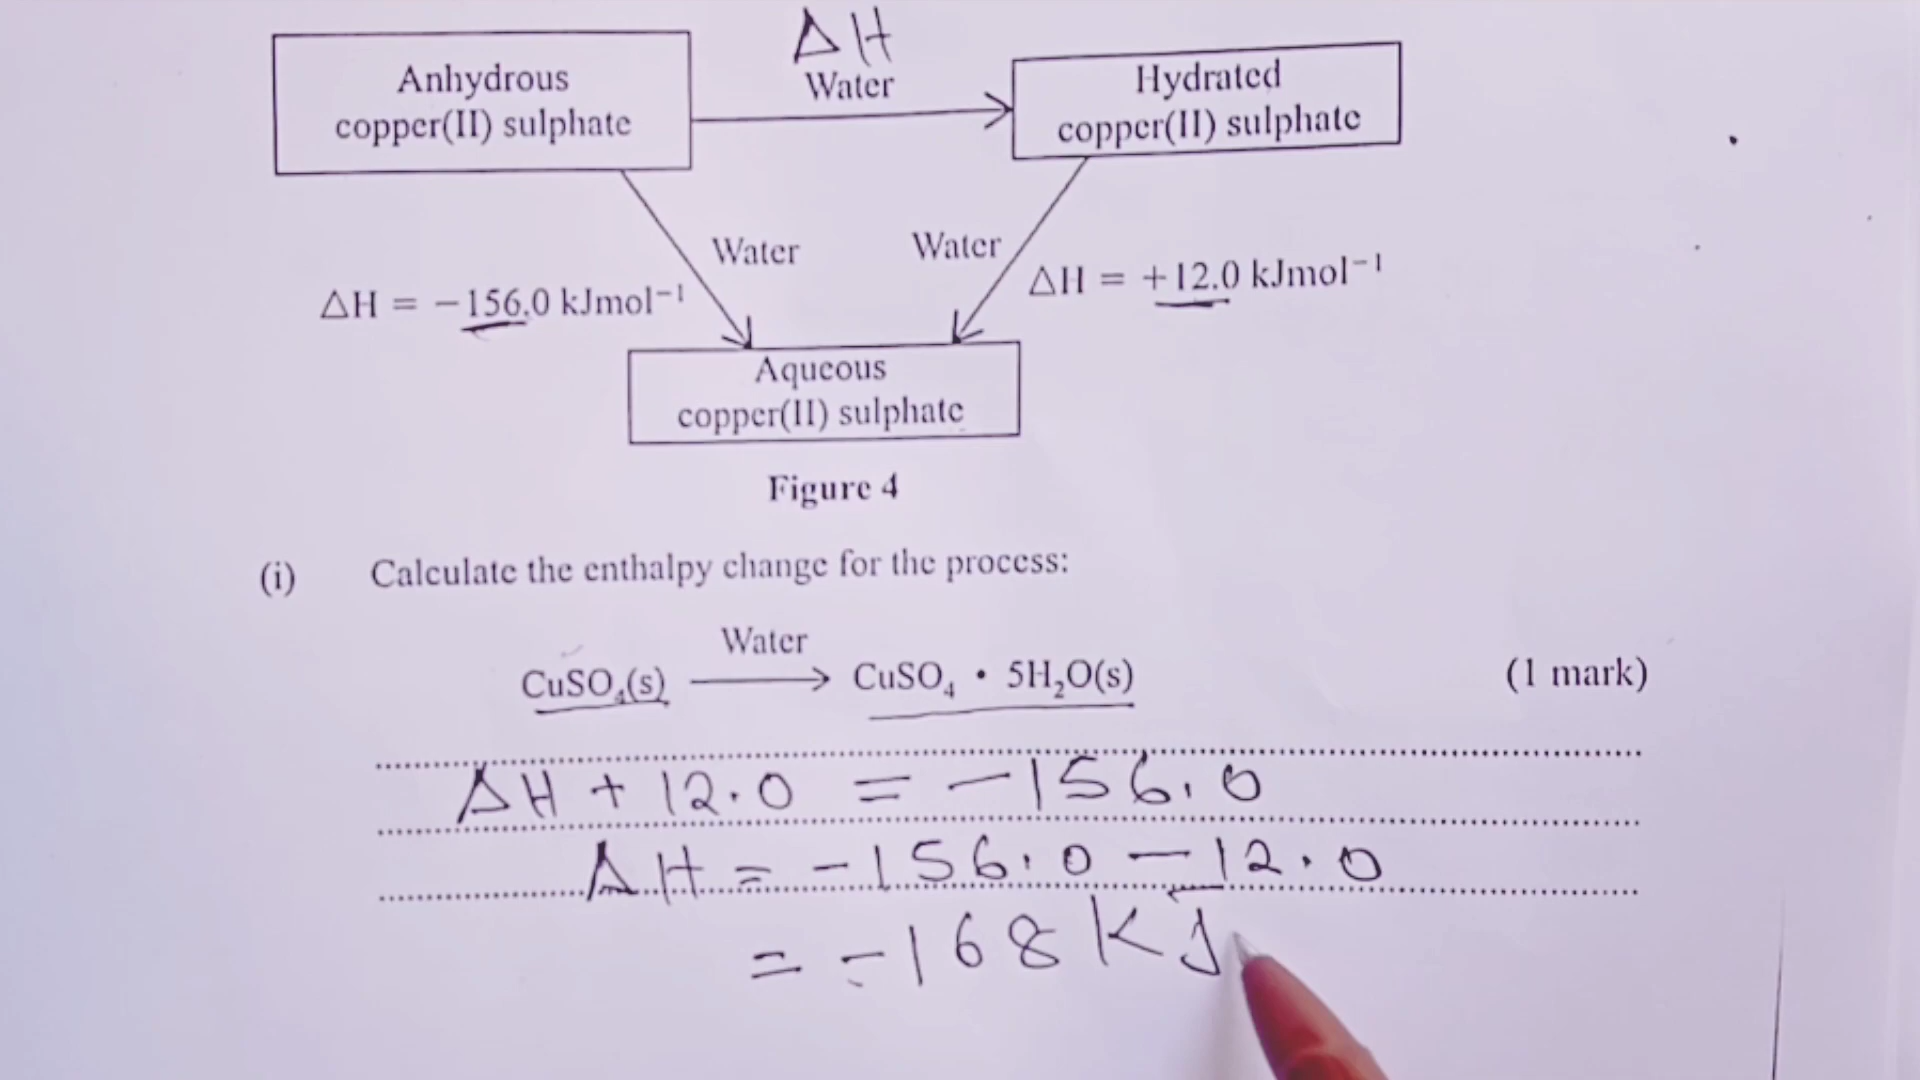 ΔH
Anhydrous
copper(II) sulphate
Water
Hydrated
copper(II) sulphate
Water
Water
ΔH = −156.0 kJmol⁻¹
ΔH = +12.0 kJmol⁻¹
Aqueous
copper(II) sulphate
Figure 4
(i) Calculate the enthalpy change for the process:
Water
CuSO₄(s) ⟶ CuSO₄ • 5H₂O(s) (1 mark)
ΔH + 12.0 = −156.0
ΔH = −156.0 − 12.0
= −168 KJ